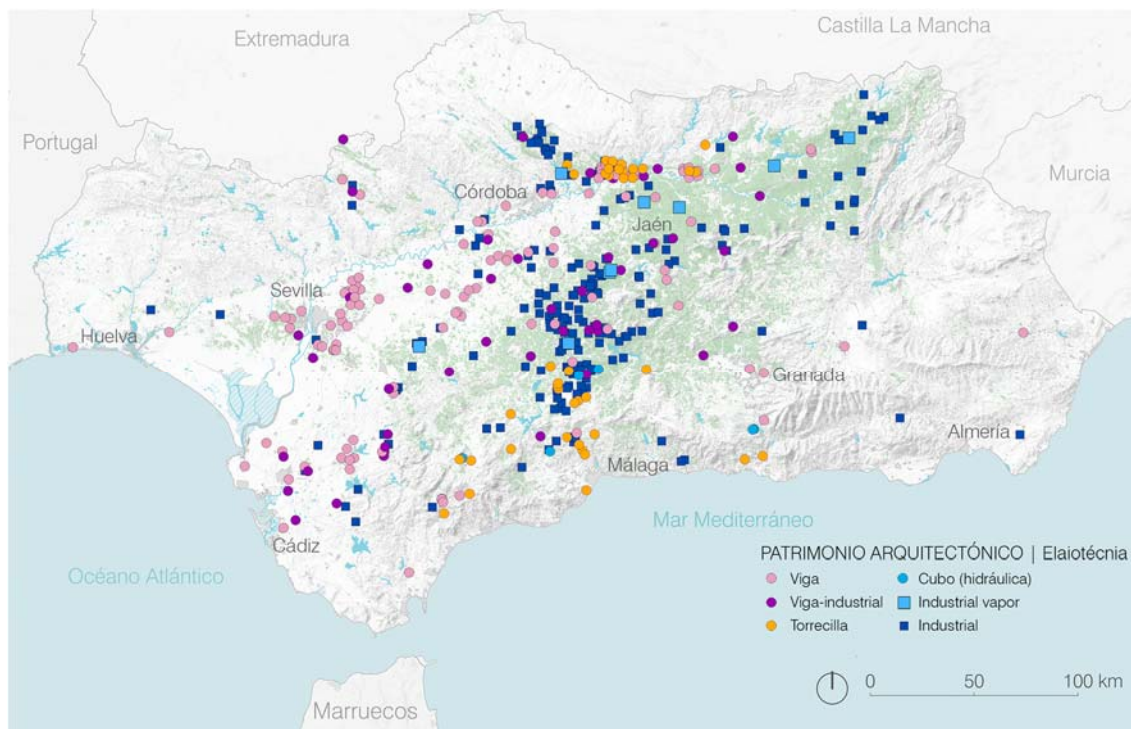 Extremadura
Castilla La Mancha
Portugal
Murcia
Córdoba
Jaén
Sevilla
Huelva
Granada
Almería
Málaga
Mar Mediterráneo
Cádiz
Océano Atlántico
Marruecos
PATRIMONIO ARQUITECTÓNICO | Elaiotécnia
Viga
Cubo (hidráulica)
Viga-industrial
Industrial vapor
Torrecilla
Industrial
0 50 100 km